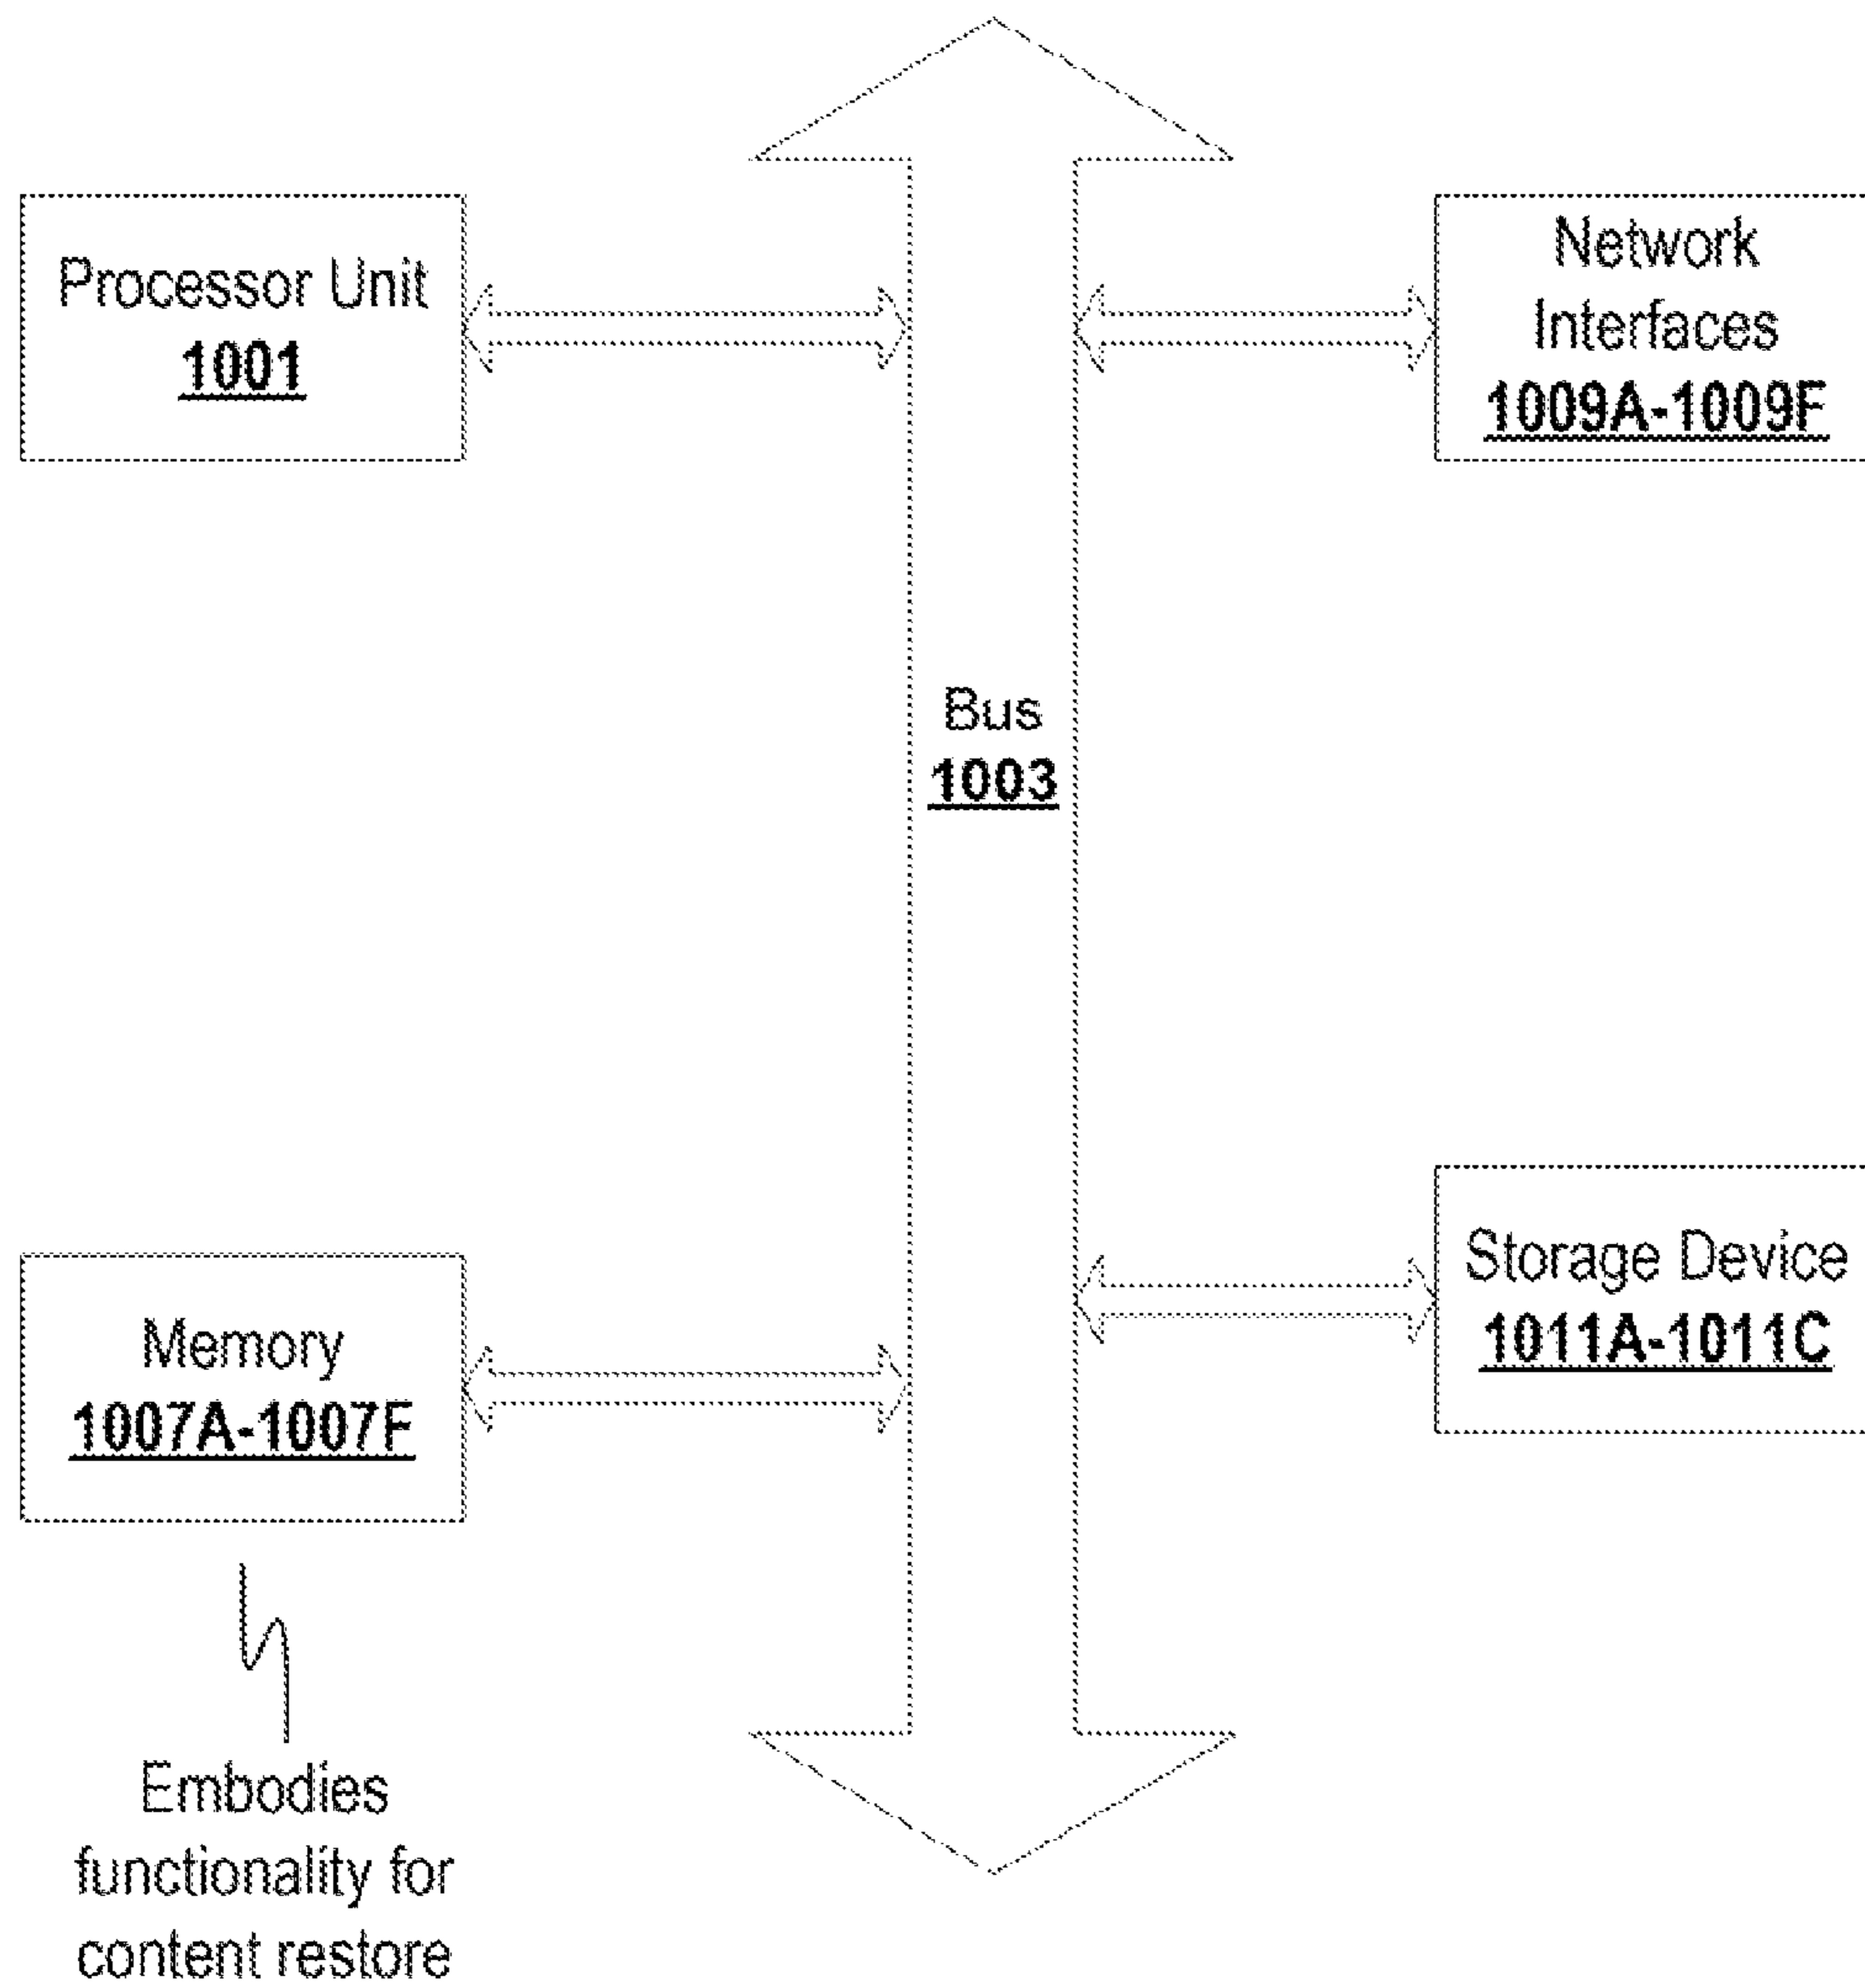 Processor Unit
1001
Network
Interfaces
1009A-1009F
Bus
1003
Storage Device
1011A-1011C
Memory
1007A-1007F
Embodies
functionality for
content restore